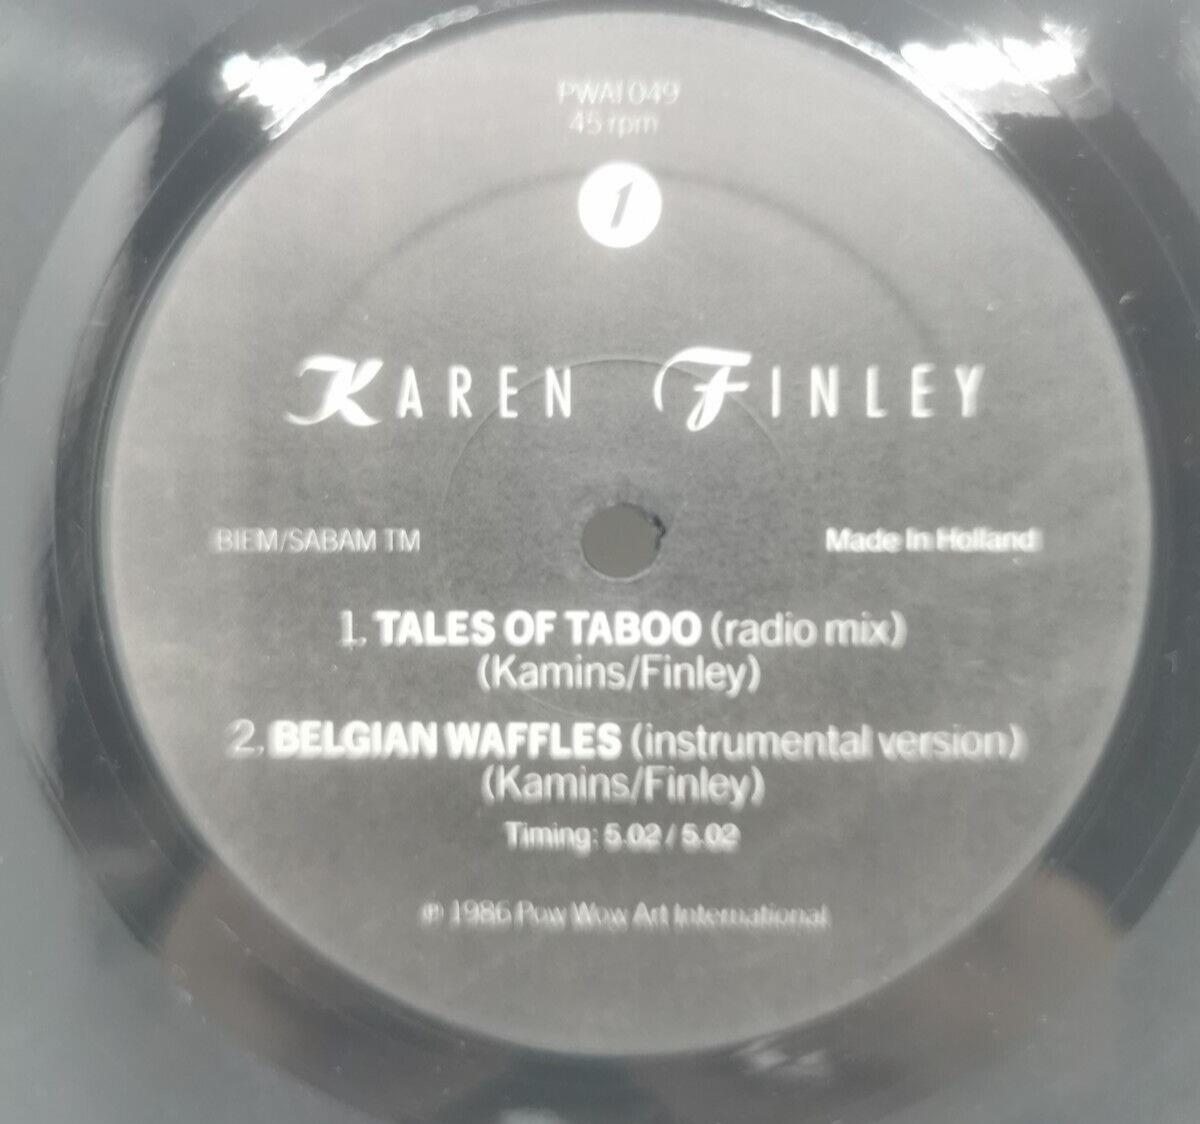 PWAI 049
45 rpm
1
KAREN FINLEY
BIEM/SABAM TM
Made In Holland
1. TALES OF TABOO (radio mix)
(Kamins/Finley)
2. BELGIAN WAFFLES (instrumental version)
(Kamins/Finley)
Timing: 5.02 / 5.02
℗ 1986 Pow Wow Art International